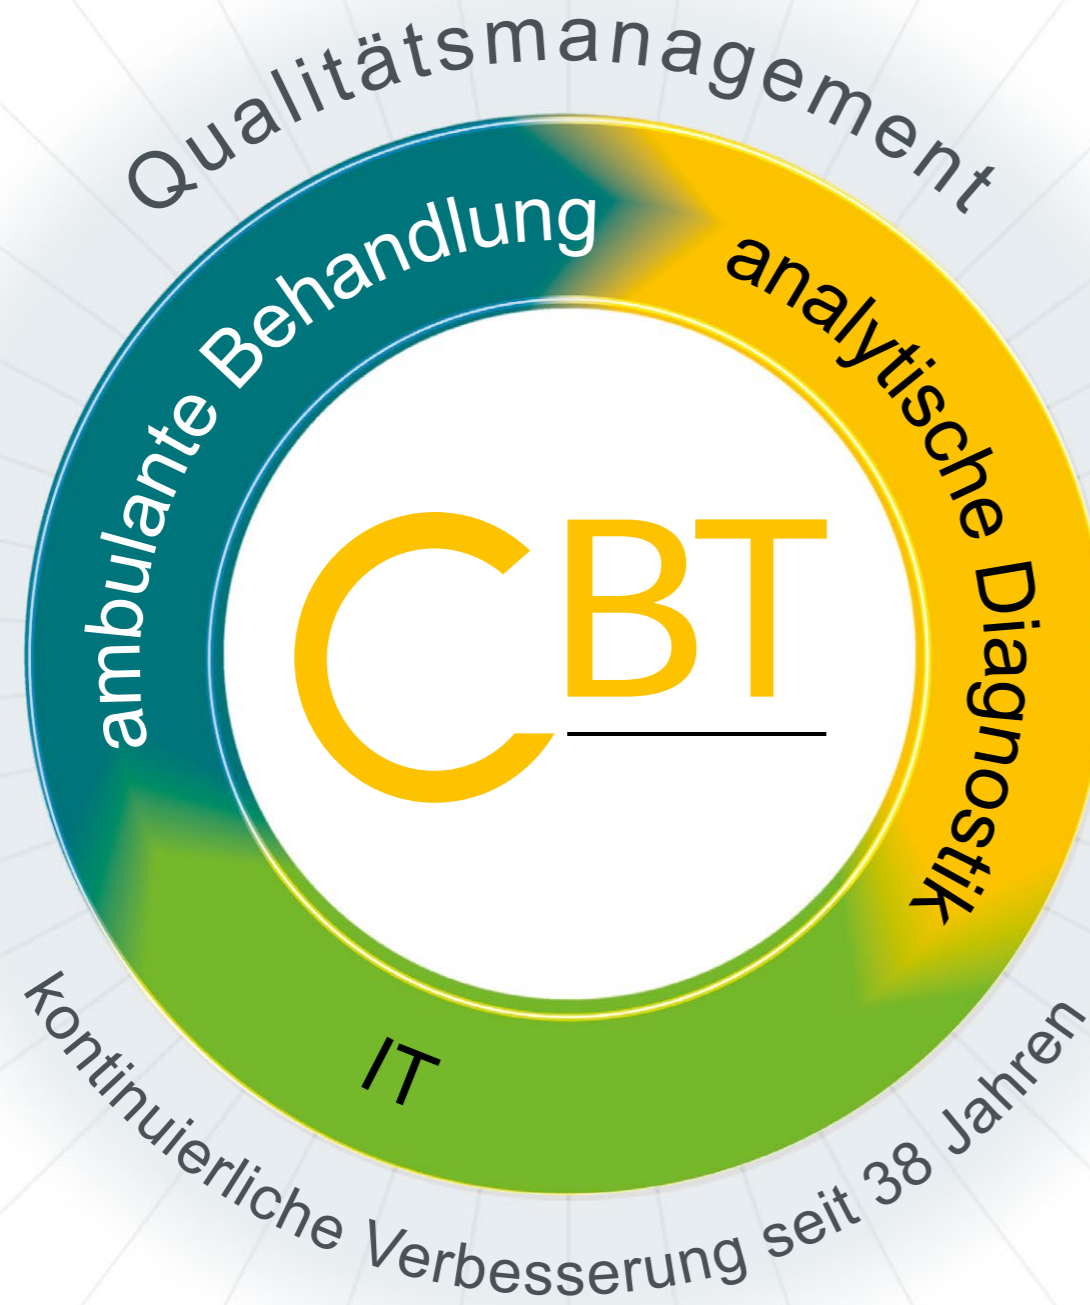 Qualitätsmanagement
ambulante Behandlung
analytische Diagnostik
CBT
IT
kontinuierliche Verbesserung seit 38 Jahren